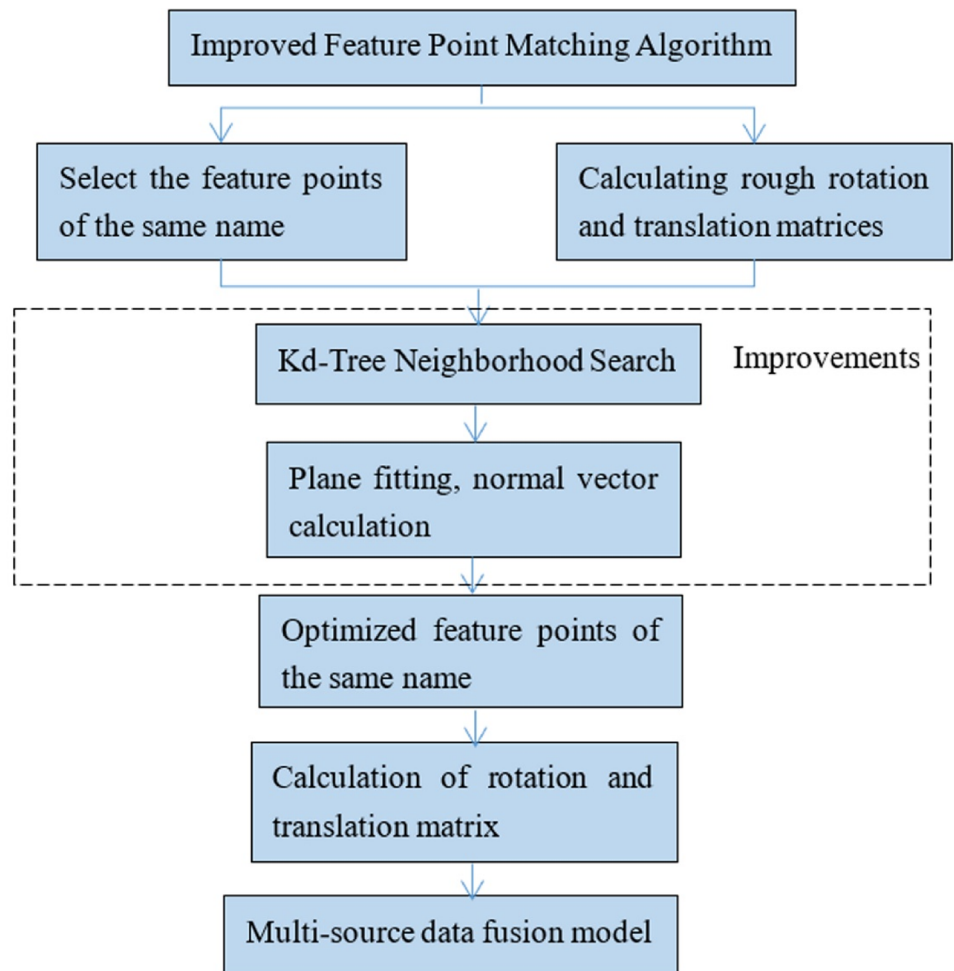 Improved Feature Point Matching Algorithm
Select the feature points
of the same name
Calculating rough rotation
and translation matrices
Kd-Tree Neighborhood Search
Improvements
Plane fitting, normal vector
calculation
Optimized feature points of
the same name
Calculation of rotation and
translation matrix
Multi-source data fusion model